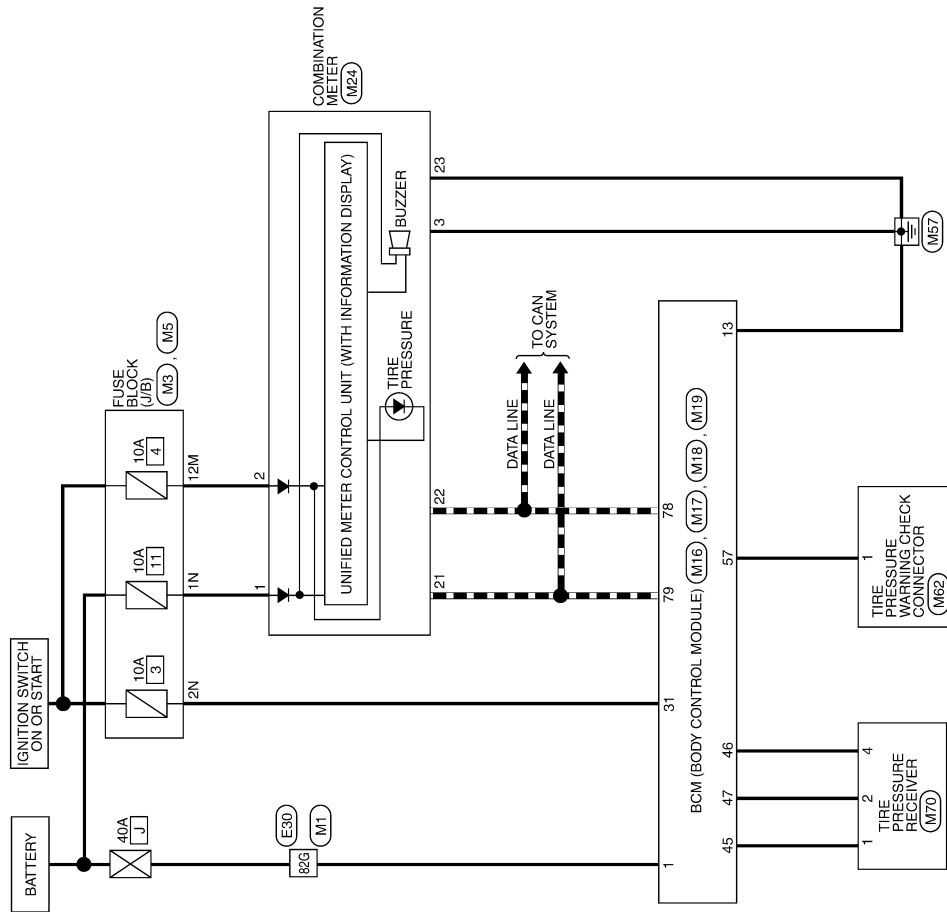 BATTERY
IGNITION SWITCH
ON OR START
40A
J
10A
3
10A
11
10A
4
FUSE
BLOCK
(J/B)
M3 , M5
2N
1N
12M
82G
E30
M1
1
2
COMBINATION
METER
M24
UNIFIED METER CONTROL UNIT (WITH INFORMATION DISPLAY)
TIRE
PRESSURE
BUZZER
21
22
3
23
DATA LINE
DATA LINE
TO CAN
SYSTEM
1
31
79
78
BCM (BODY CONTROL MODULE) M16 , M17 , M18 , M19
45
47
46
57
13
1
2
4
TIRE
PRESSURE
RECEIVER
M70
1
TIRE
PRESSURE
WARNING CHECK
CONNECTOR
M62
M57